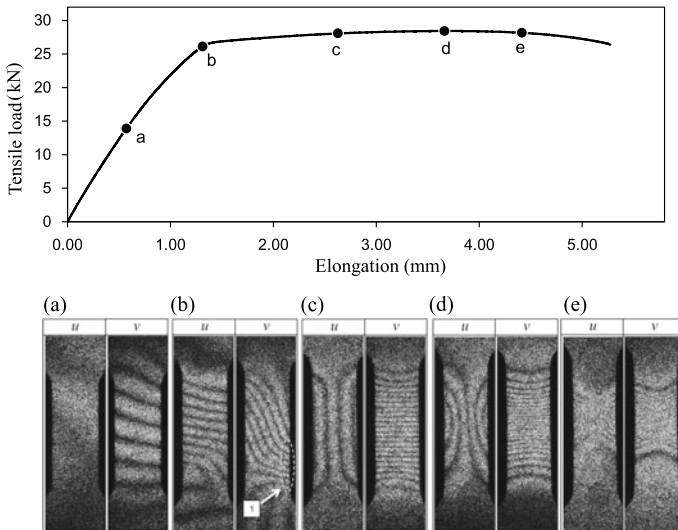 30
25
20
15
10
5
0
Tensile load(kN)
a
b
c
d
e
0.00 1.00 2.00 3.00 4.00 5.00
Elongation (mm)
(a) (b) (c) (d) (e)
u v u v u v u v u v
1